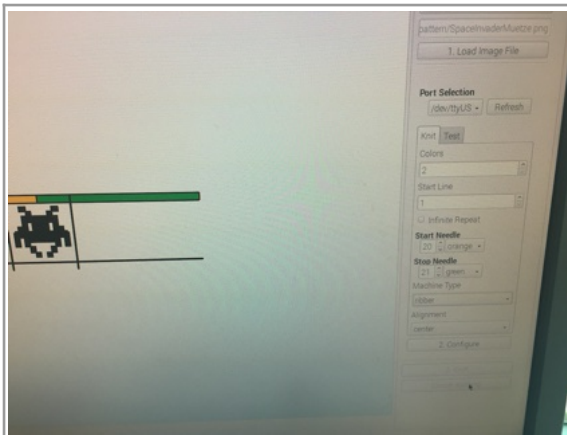 pattern/SpaceInvaderMuetze.png
1. Load Image File
Port Selection
/dev/ttyUS Refresh
Knit Test
Colors
2
Start Line
1
Infinite Repeat
Start Needle
20 orange
Stop Needle
21 green
Machine Type
ribber
Alignment
center
2. Configure